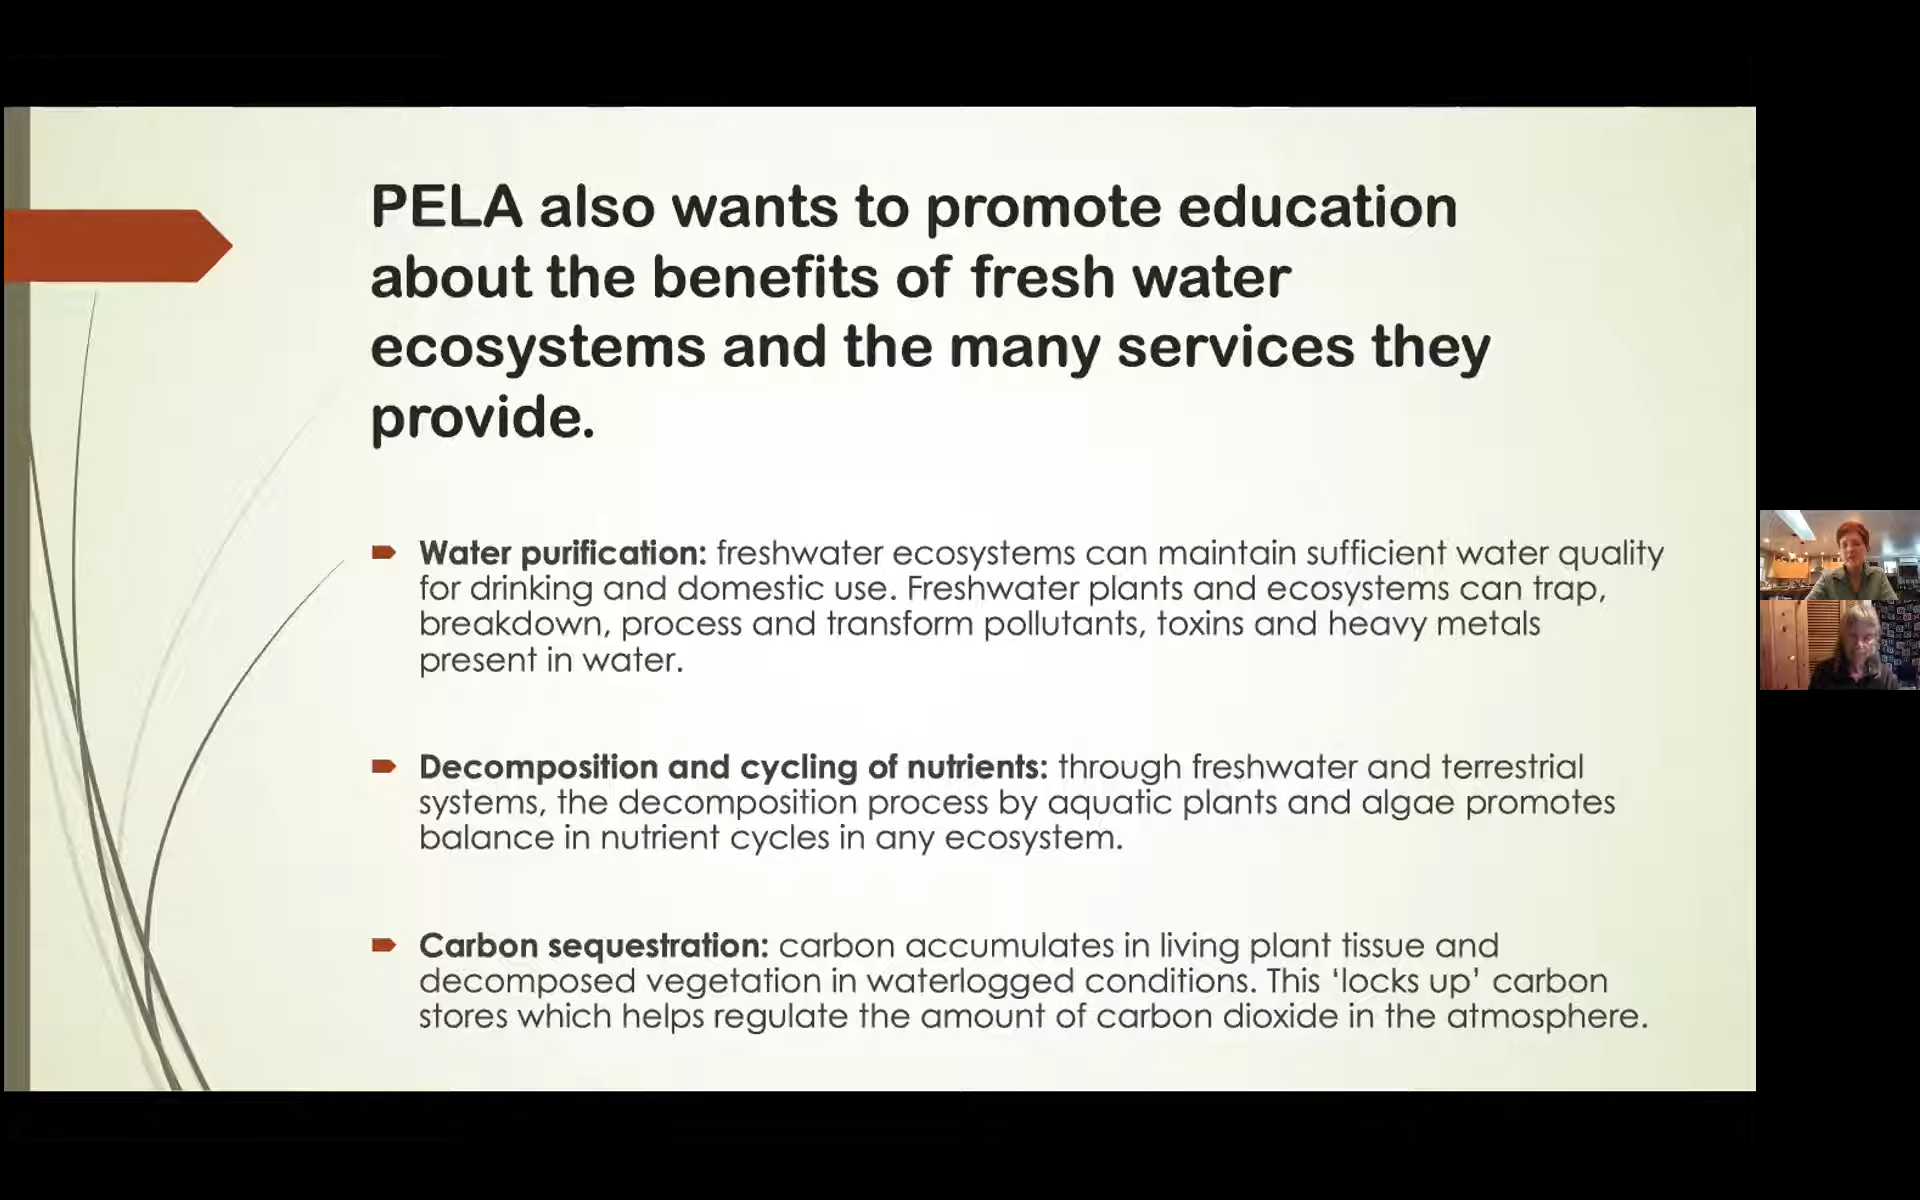 PELA also wants to promote education
about the benefits of fresh water
ecosystems and the many services they
provide.
Water purification: freshwater ecosystems can maintain sufficient water quality
for drinking and domestic use. Freshwater plants and ecosystems can trap,
breakdown, process and transform pollutants, toxins and heavy metals
present in water.
Decomposition and cycling of nutrients: through freshwater and terrestrial
systems, the decomposition process by aquatic plants and algae promotes
balance in nutrient cycles in any ecosystem.
Carbon sequestration: carbon accumulates in living plant tissue and
decomposed vegetation in waterlogged conditions. This ‘locks up’ carbon
stores which helps regulate the amount of carbon dioxide in the atmosphere.